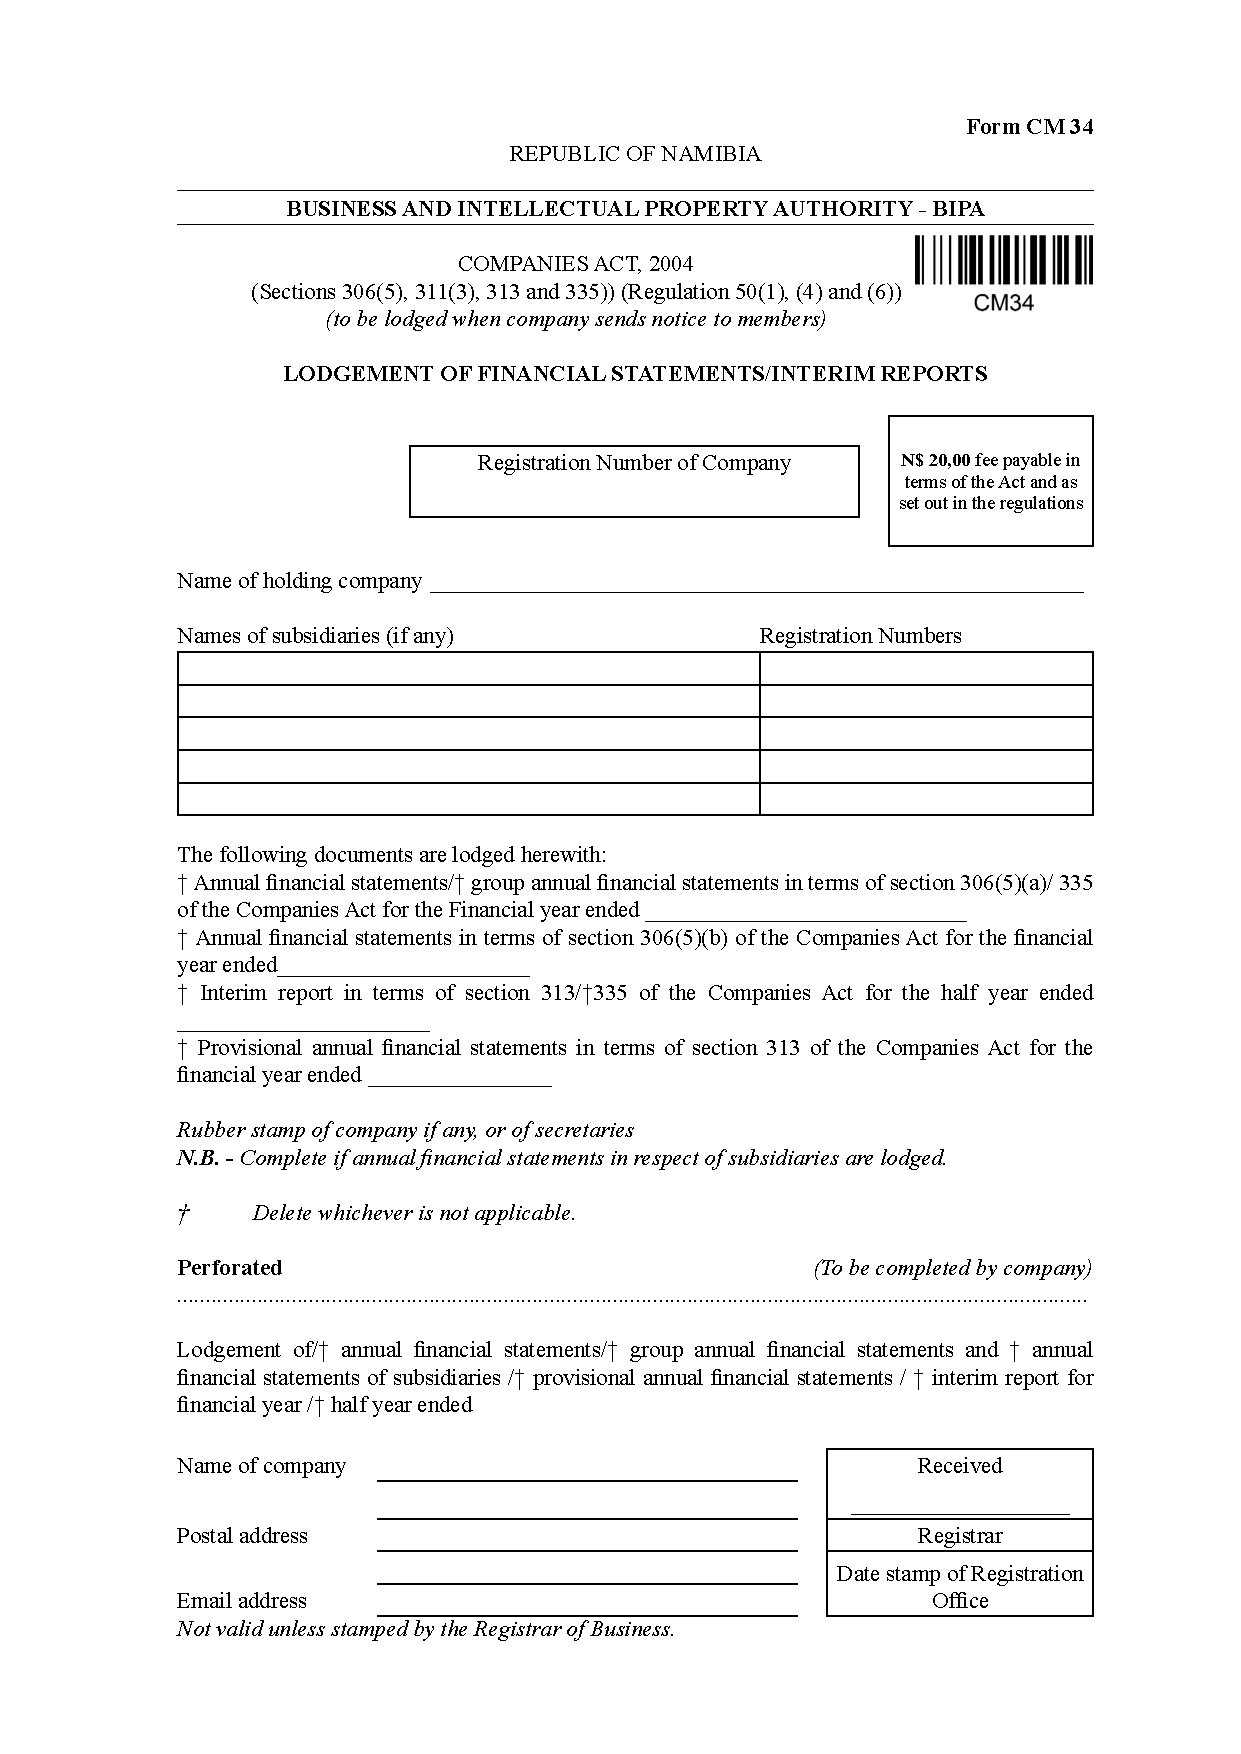 Form CM 34
REPUBLIC OF NAMIBIA
BUSINESS AND INTELLECTUAL PROPERTY AUTHORITY - BIPA
COMPANIES ACT, 2004
(Sections 306(5), 311(3), 313 and 335)) (Regulation 50(1), (4) and (6))
(to be lodged when company sends notice to members)
CM34
LODGEMENT OF FINANCIAL STATEMENTS/INTERIM REPORTS
Registration Number of Company
N$ 20,00 fee payable in
terms of the Act and as
set out in the regulations
Name of holding company
Names of subsidiaries (if any) Registration Numbers
The following documents are lodged herewith:
† Annual financial statements/† group annual financial statements in terms of section 306(5)(a)/ 335
of the Companies Act for the Financial year ended
† Annual financial statements in terms of section 306(5)(b) of the Companies Act for the financial
year ended
† Interim report in terms of section 313/†335 of the Companies Act for the half year ended
† Provisional annual financial statements in terms of section 313 of the Companies Act for the
financial year ended
Rubber stamp of company if any, or of secretaries
N.B. - Complete if annual financial statements in respect of subsidiaries are lodged.
† Delete whichever is not applicable.
Perforated (To be completed by company)
Lodgement of/† annual financial statements/† group annual financial statements and † annual
financial statements of subsidiaries /† provisional annual financial statements / † interim report for
financial year /† half year ended
Name of company
Received
Postal address
Registrar
Date stamp of Registration
Office
Email address
Not valid unless stamped by the Registrar of Business.